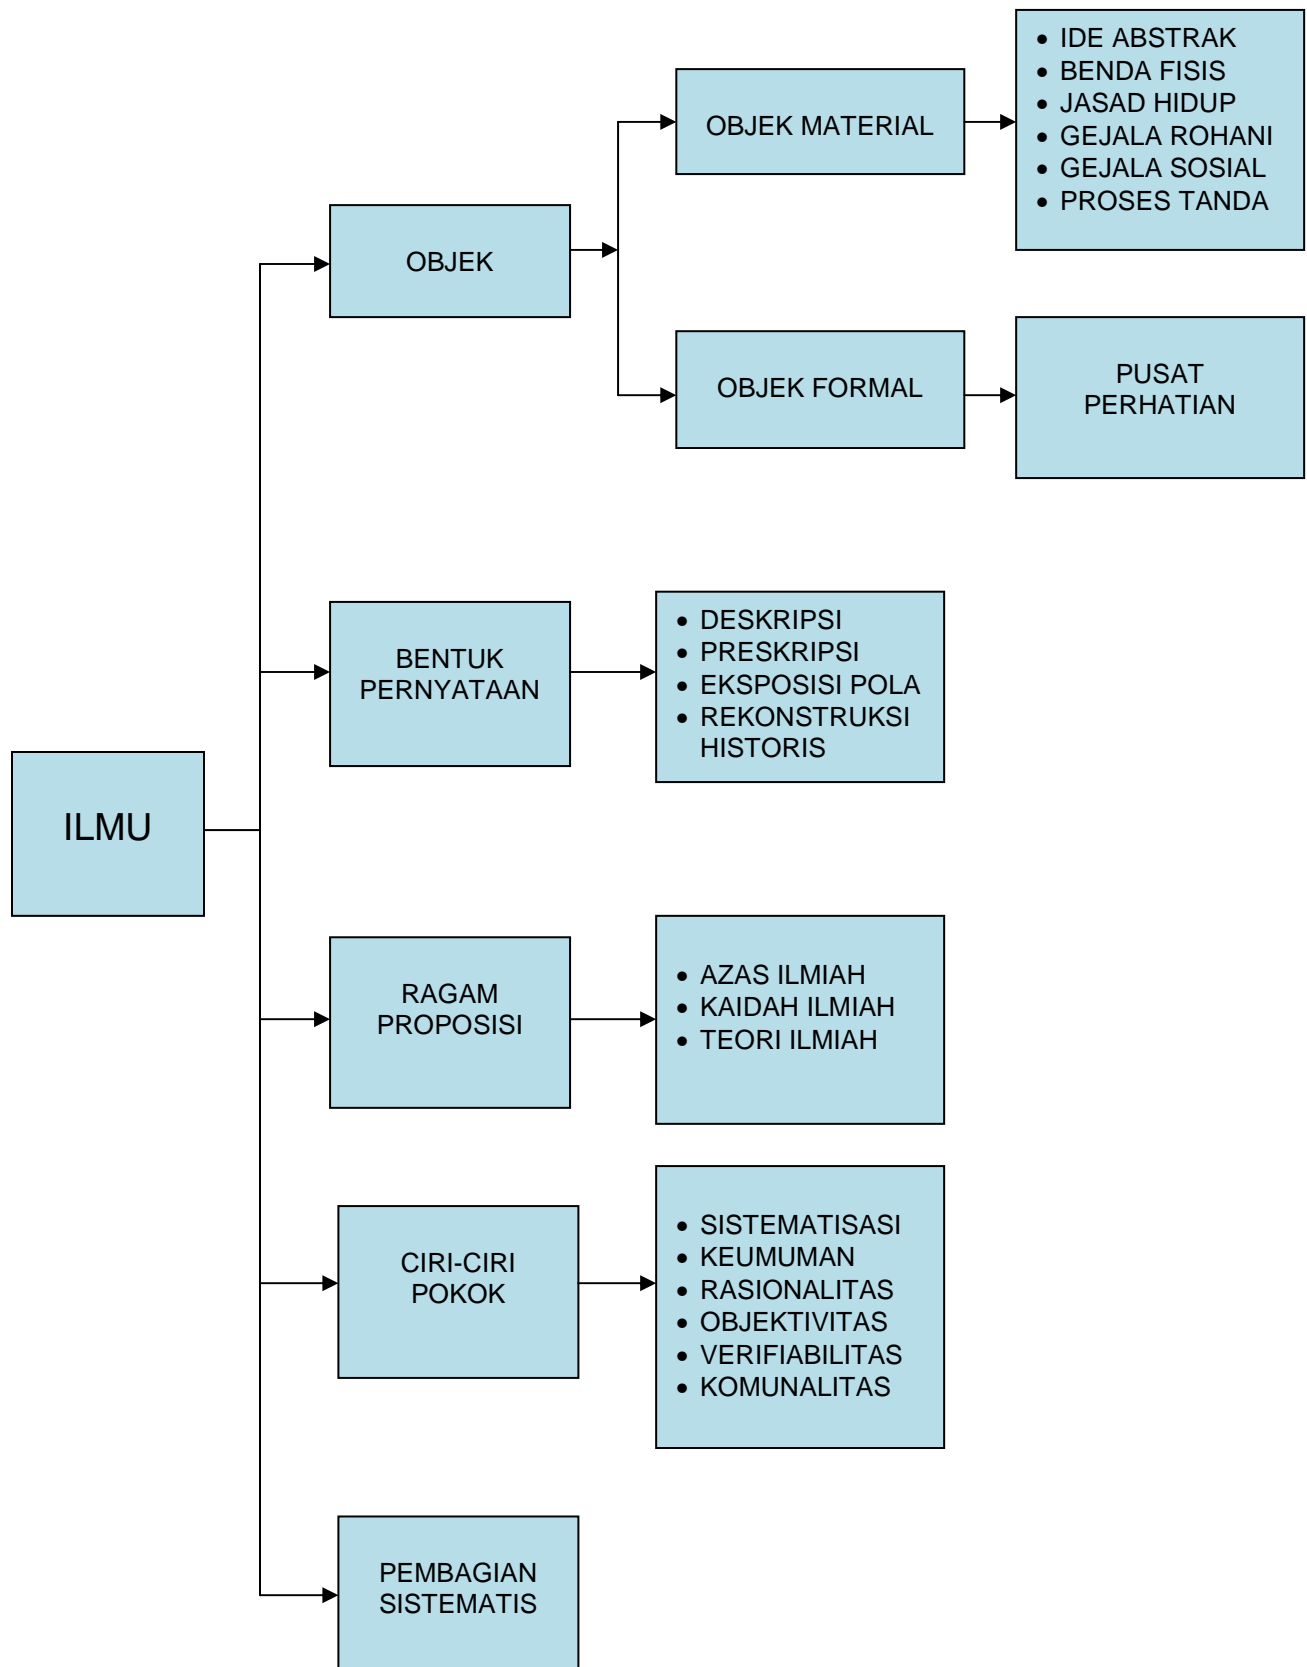 ILMU
OBJEK
OBJEK MATERIAL
• IDE ABSTRAK
• BENDA FISIS
• JASAD HIDUP
• GEJALA ROHANI
• GEJALA SOSIAL
• PROSES TANDA
OBJEK FORMAL
PUSAT
PERHATIAN
BENTUK
PERNYATAAN
• DESKRIPSI
• PRESKRIPSI
• EKSPOSISI POLA
• REKONSTRUKSI
HISTORIS
RAGAM
PROPOSISI
• AZAS ILMIAH
• KAIDAH ILMIAH
• TEORI ILMIAH
CIRI-CIRI
POKOK
• SISTEMATISASI
• KEUMUMAN
• RASIONALITAS
• OBJEKTIVITAS
• VERIFIABILITAS
• KOMUNALITAS
PEMBAGIAN
SISTEMATIS